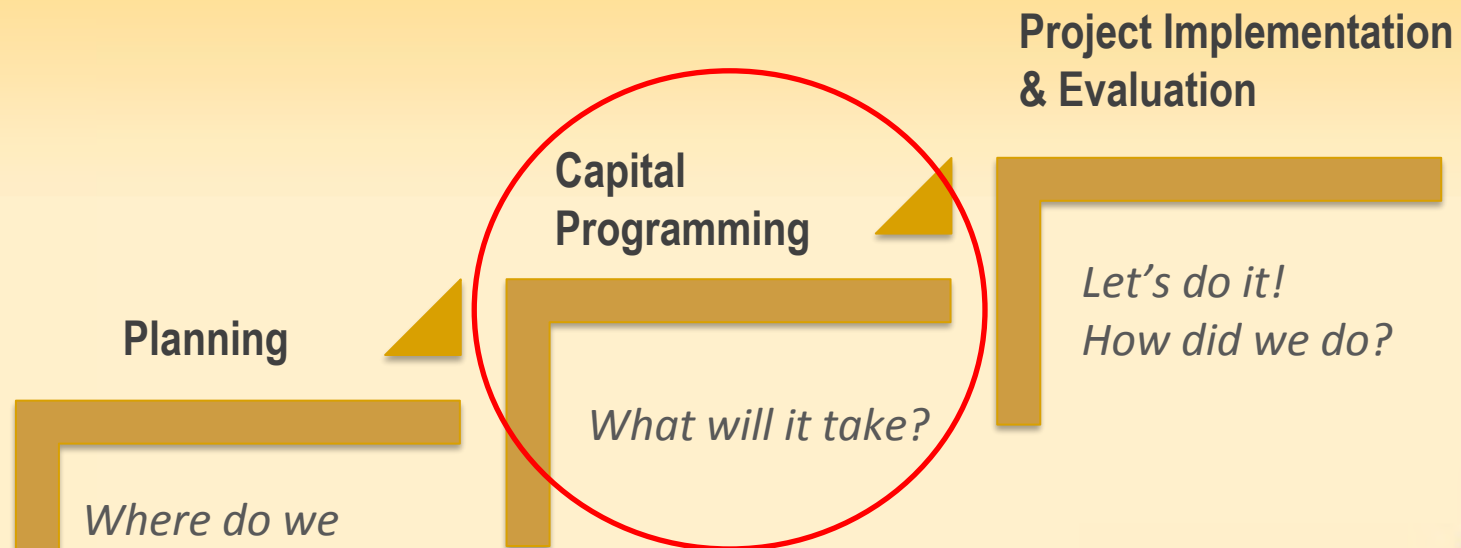 Project Implementation
& Evaluation
Capital
Programming
Let’s do it!
How did we do?
Planning
What will it take?
Where do we